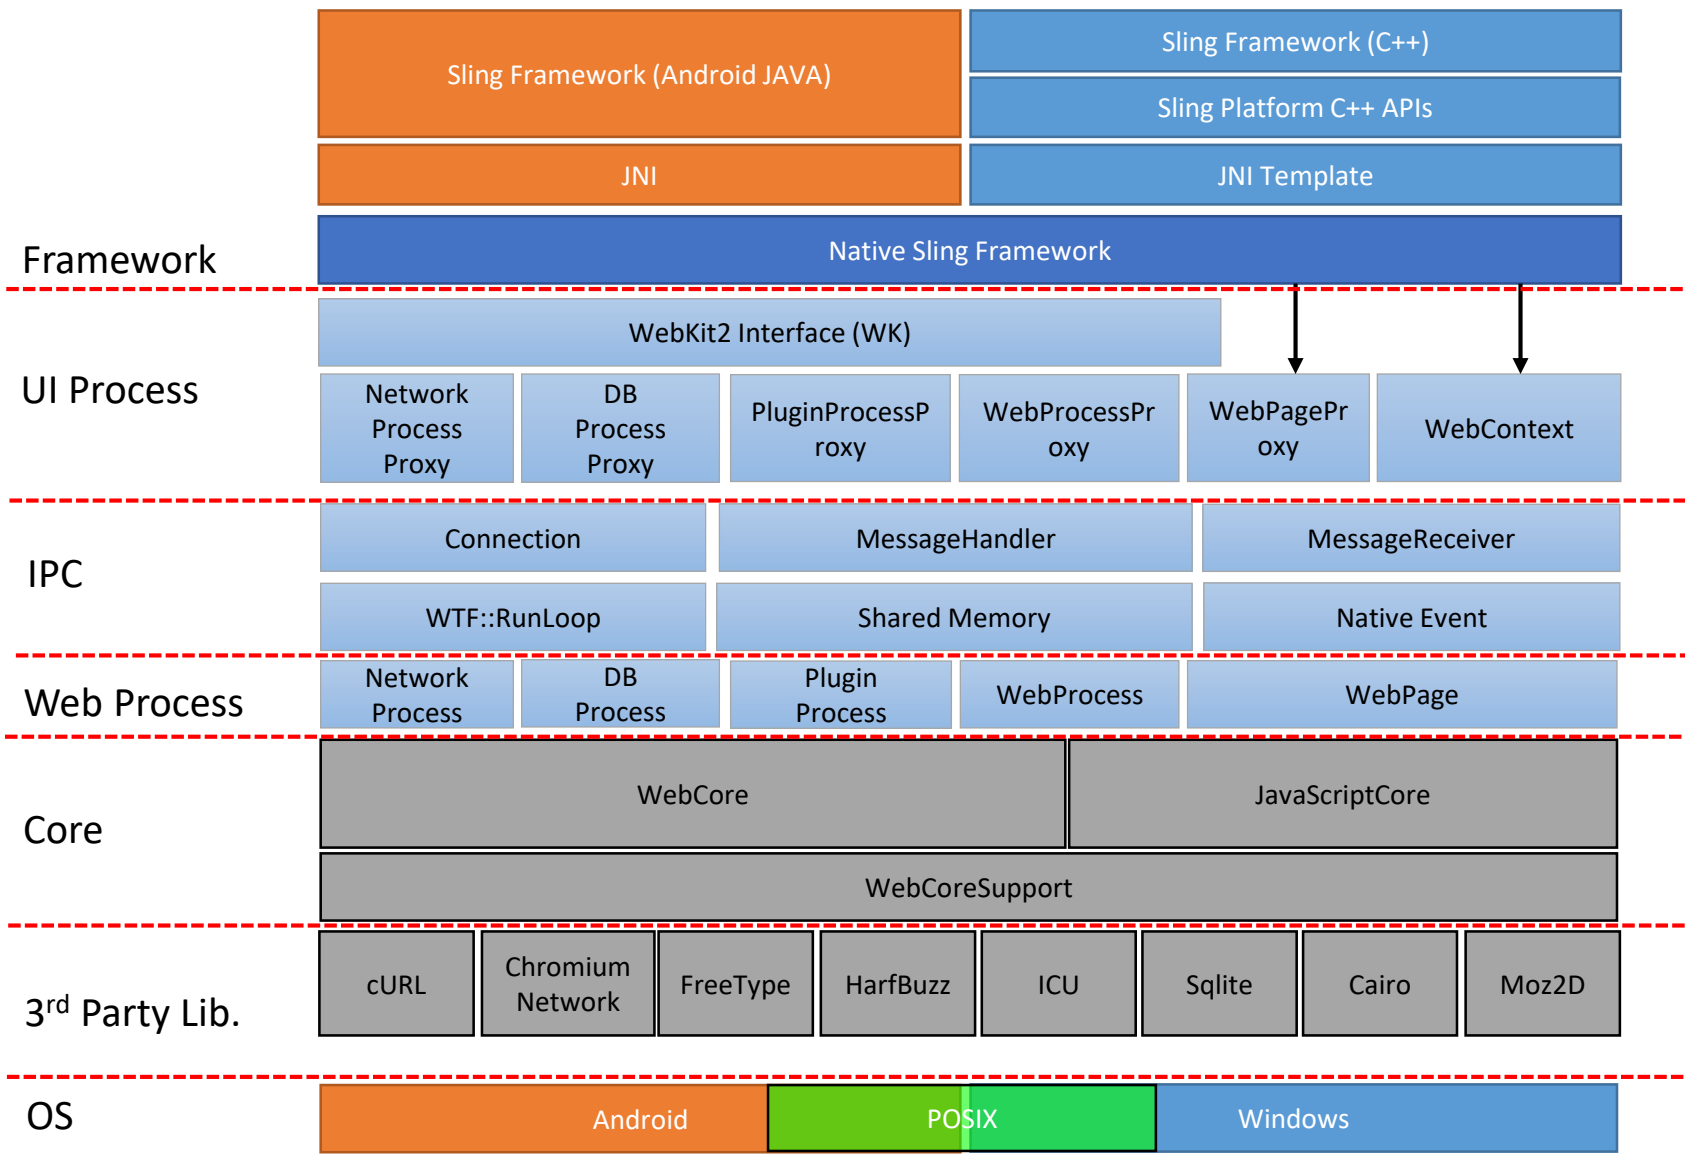 Sling Framework (Android JAVA)
Sling Framework (C++)
Sling Platform C++ APIs
JNI
JNI Template
Framework
Native Sling Framework
UI Process
WebKit2 Interface (WK)
Network
Process
Proxy
DB
Process
Proxy
PluginProcessP
roxy
WebProcessPr
oxy
WebPagePr
oxy
WebContext
IPC
Connection
MessageHandler
MessageReceiver
WTF::RunLoop
Shared Memory
Native Event
Web Process
Network
Process
DB
Process
Plugin
Process
WebProcess
WebPage
Core
WebCore
JavaScriptCore
WebCoreSupport
3rd Party Lib.
cURL
Chromium
Network
FreeType
HarfBuzz
ICU
Sqlite
Cairo
Moz2D
OS
Android
POSIX
Windows